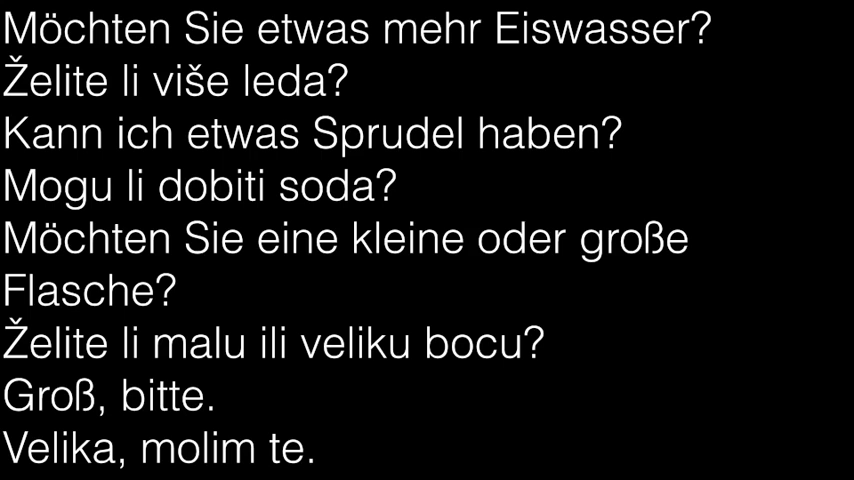 Möchten Sie etwas mehr Eiswasser?
Želite li više leda?
Kann ich etwas Sprudel haben?
Mogu li dobiti soda?
Möchten Sie eine kleine oder große
Flasche?
Želite li malu ili veliku bocu?
Groß, bitte.
Velika, molim te.